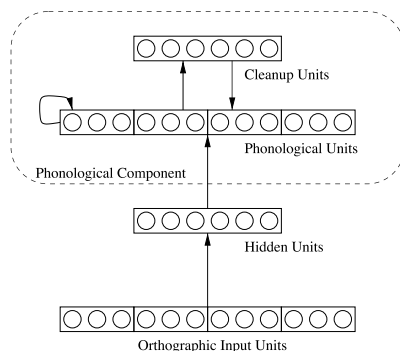 Cleanup Units
Phonological Units
Phonological Component
Hidden Units
Orthographic Input Units